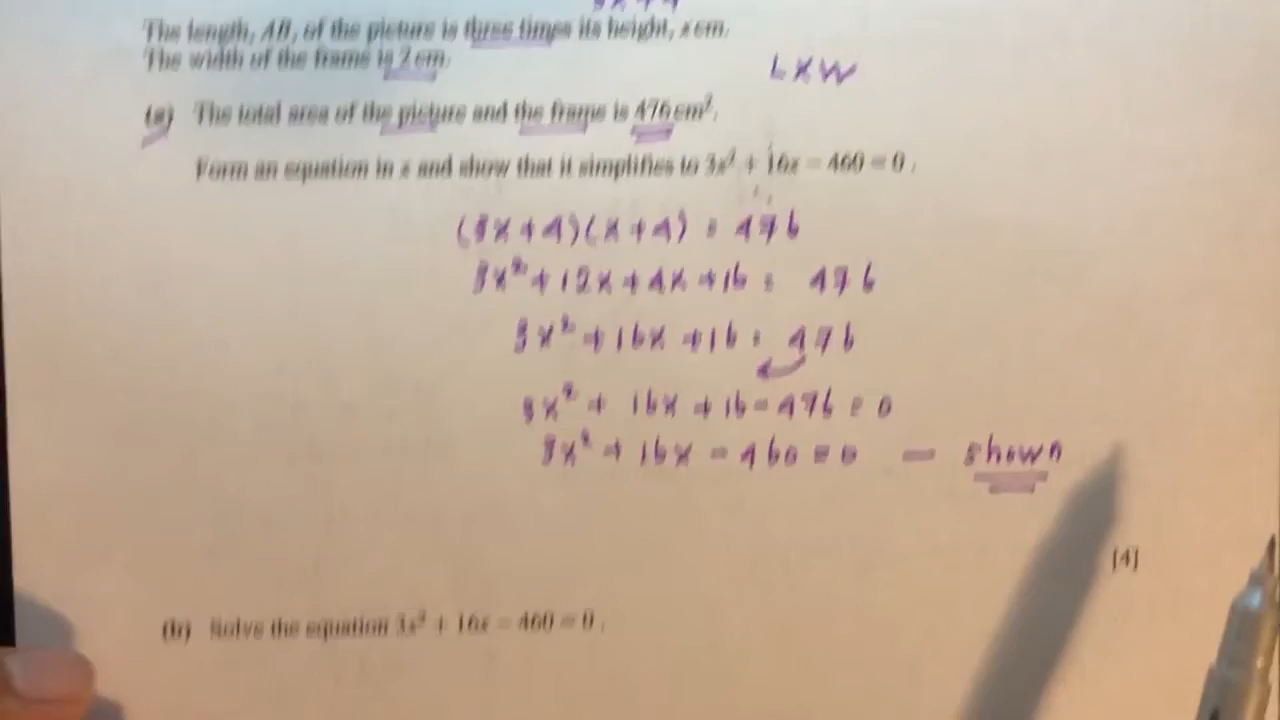 The length, AB, of the picture is three times its height, x cm.
The width of the frame is 2 cm.
L x W
(a) The total area of the picture and the frame is 476 cm².
Form an equation in x and show that it simplifies to 3x² + 16x − 460 = 0 .
(3x + 4)(x + 4) = 476
3x² + 12x + 4x + 16 = 476
3x² + 16x + 16 = 476
3x² + 16x + 16 − 476 = 0
3x² + 16x − 460 = 0 — shown
[4]
(b) Solve the equation 3x² + 16x − 460 = 0 .